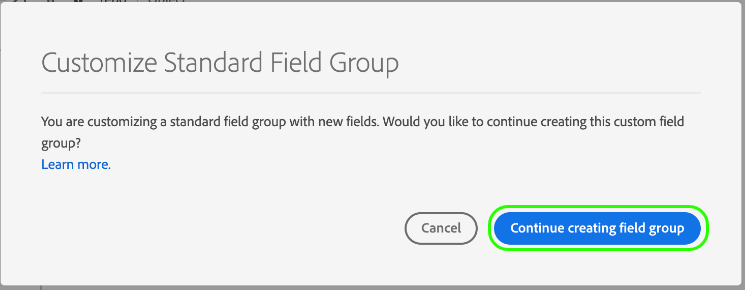 Customize Standard Field Group
You are customizing a standard field group with new fields. Would you like to continue creating this custom field
group?
Learn more.
Cancel
Continue creating field group